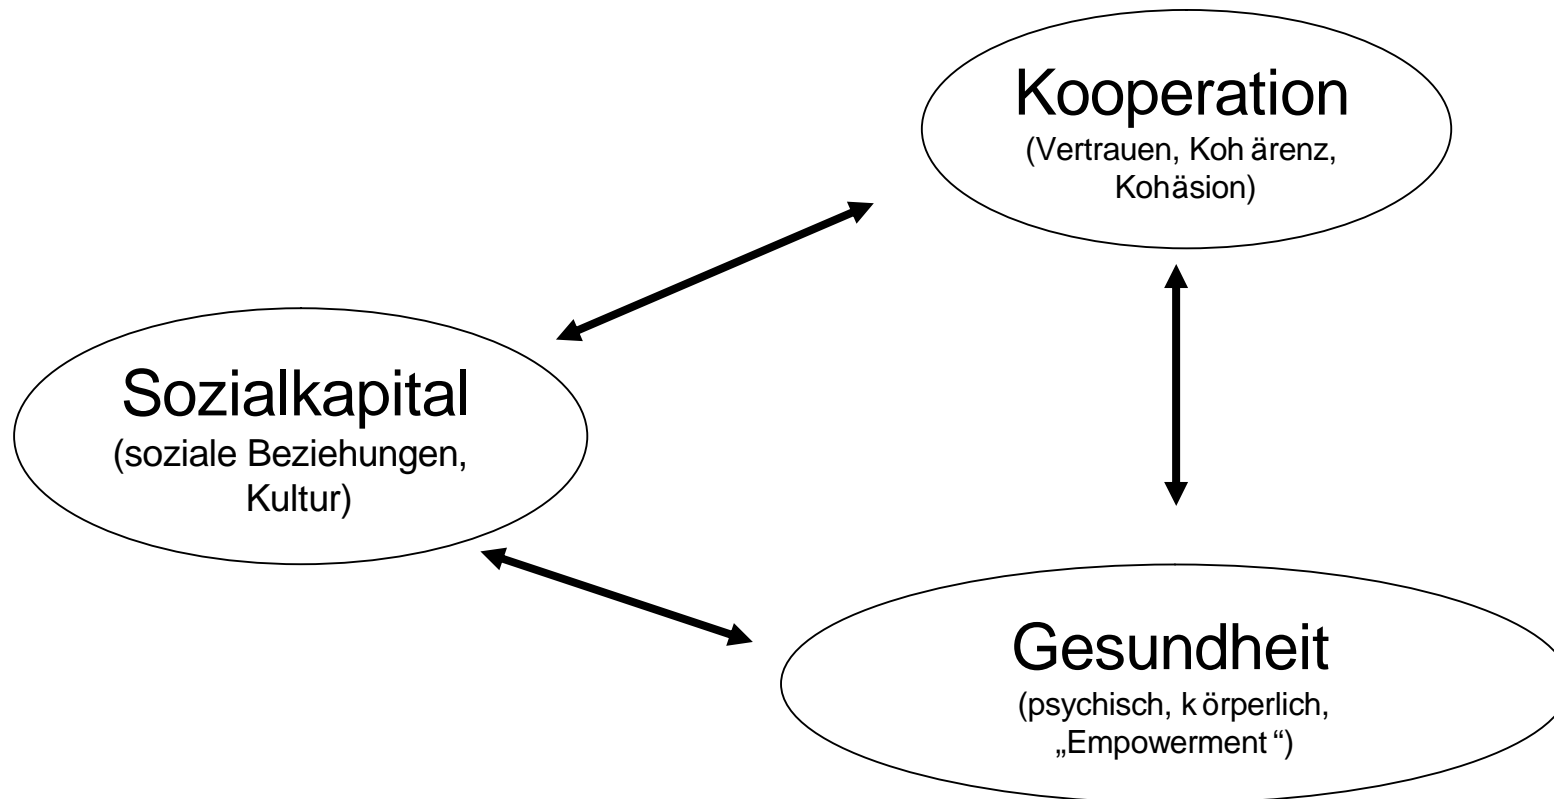 Kooperation
(Vertrauen, Koh ärenz,
Kohäsion)
Sozialkapital
(soziale Beziehungen,
Kultur)
Gesundheit
(psychisch, k örperlich,
„Empowerment “)